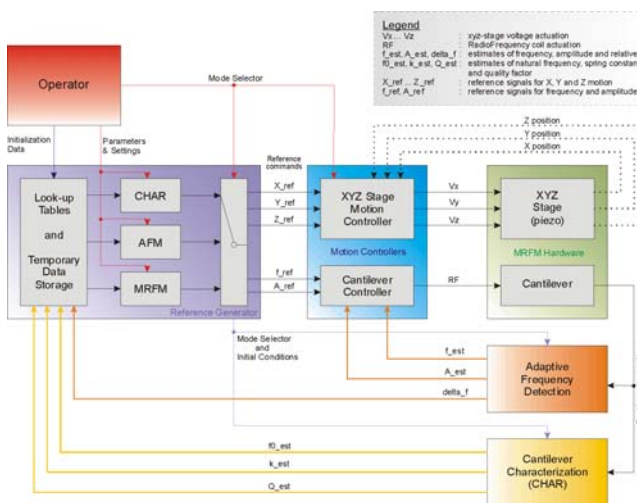 Legend
Vx ... Vz : xyz-stage voltage actuation
RF : RadioFrequency coil actuation
f_est, A_est, delta_f : estimates of frequency, amplitude and relative
f0_est, k_est, Q_est : estimates of natural frequency, spring constan
and quality factor
X_ref ... Z_ref : reference signals for X, Y and Z motion
f_ref, A_ref : reference signals for frequency and amplitude
Operator
Mode Selector
Initialization
Data
Parameters
& Settings
Reference
commands
Z position
Y position
X position
Look-up
Tables
and
Temporary
Data
Storage
CHAR
AFM
MRFM
Reference Generator
X_ref
Y_ref
Z_ref
f_ref
A_ref
XYZ Stage
Motion
Controller
Motion Controllers
Cantilever
Controller
Vx
Vy
Vz
RF
XYZ
Stage
(piezo)
MRFM Hardware
Cantilever
Mode Selector
and
Initial Conditions
f_est
A_est
delta_f
Adaptive
Frequency
Detection
f0_est
k_est
Q_est
Cantilever
Characterization
(CHAR)